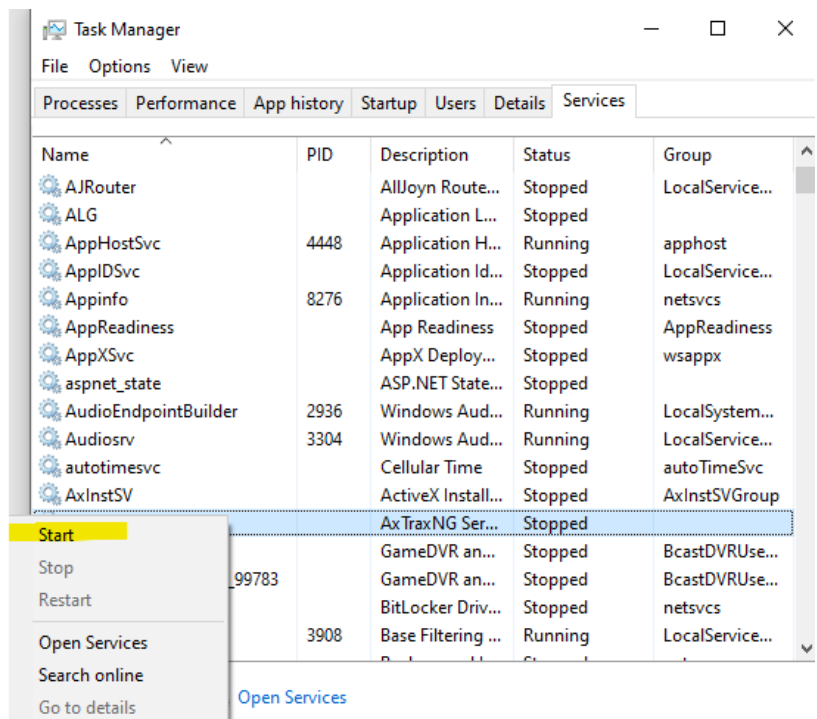 Task Manager
File Options View
Processes Performance App history Startup Users Details Services
Name PID Description Status Group
AJRouter AllJoyn Route... Stopped LocalService...
ALG Application L... Stopped
AppHostSvc 4448 Application H... Running apphost
AppIDSvc Application Id... Stopped LocalService...
Appinfo 8276 Application In... Running netsvcs
AppReadiness App Readiness Stopped AppReadiness
AppXSvc AppX Deploy... Stopped wsappx
aspnet_state ASP.NET State... Stopped
AudioEndpointBuilder 2936 Windows Aud... Running LocalSystem...
Audiosrv 3304 Windows Aud... Running LocalService...
autotimesvc Cellular Time Stopped autoTimeSvc
AxInstSV ActiveX Install... Stopped AxInstSVGroup
AxTraxNG Ser... Stopped
Start
GameDVR an... Stopped BcastDVRUse...
Stop
_99783 GameDVR an... Stopped BcastDVRUse...
Restart
BitLocker Driv... Stopped netsvcs
Open Services
3908 Base Filtering ... Running LocalService...
Search online
Go to details
Open Services